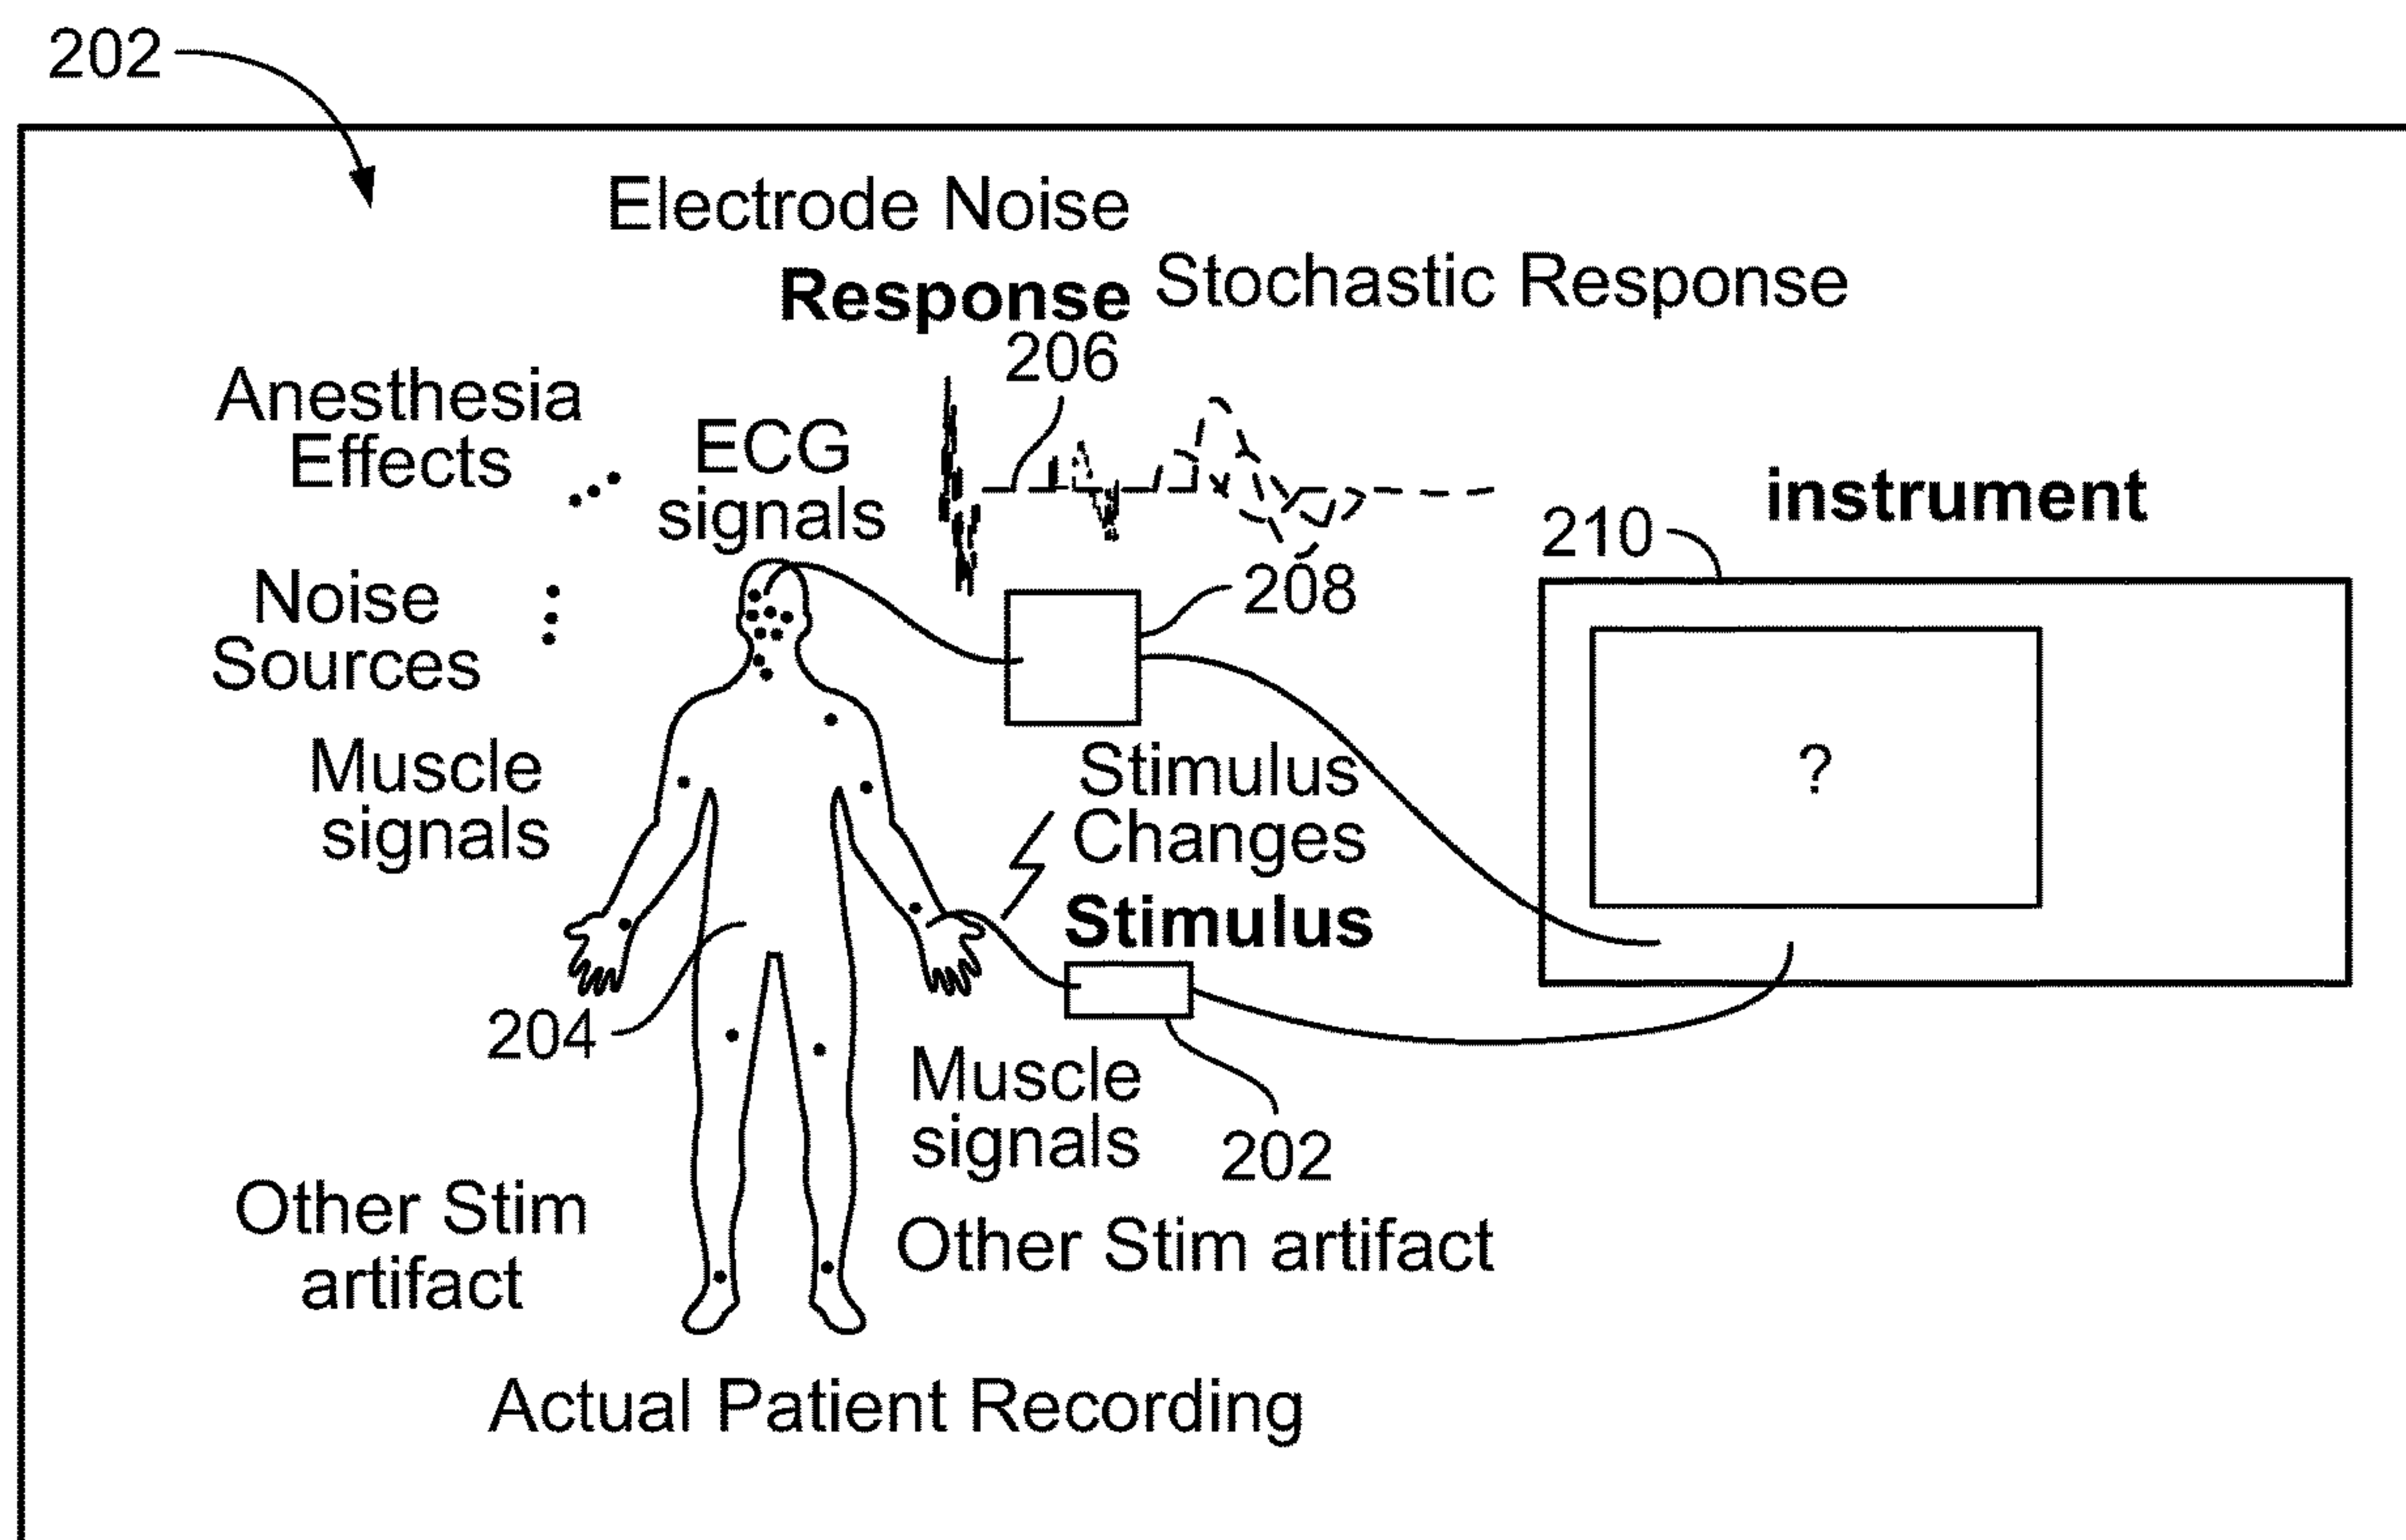 202
Electrode Noise
Response Stochastic Response
206
Anesthesia
Effects
ECG
signals
instrument
210
208
Noise
Sources
Muscle
signals
?
Stimulus
Changes
Stimulus
204
Muscle
signals
202
Other Stim
artifact
Other Stim artifact
Actual Patient Recording